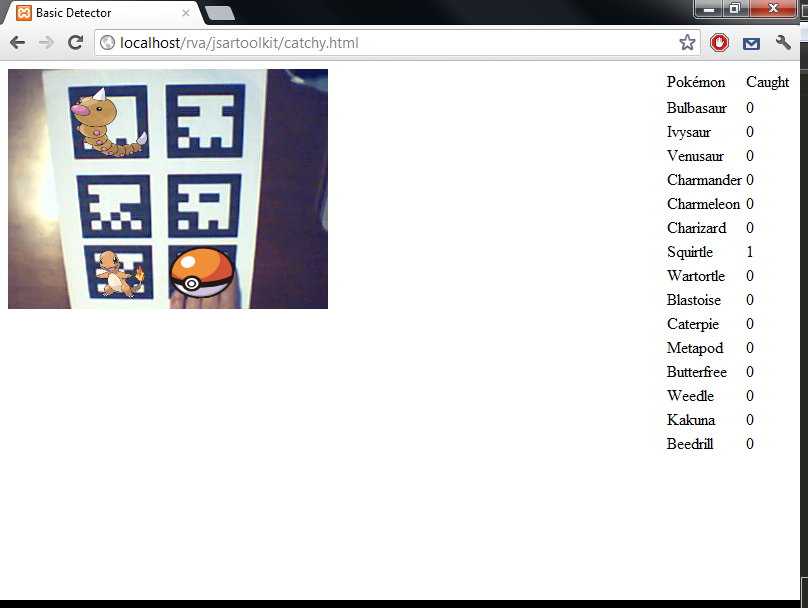 Basic Detector
localhost/rva/jsartoolkit/catchy.html
Pokémon Caught
Bulbasaur 0
Ivysaur 0
Venusaur 0
Charmander 0
Charmeleon 0
Charizard 0
Squirtle 1
Wartortle 0
Blastoise 0
Caterpie 0
Metapod 0
Butterfree 0
Weedle 0
Kakuna 0
Beedrill 0